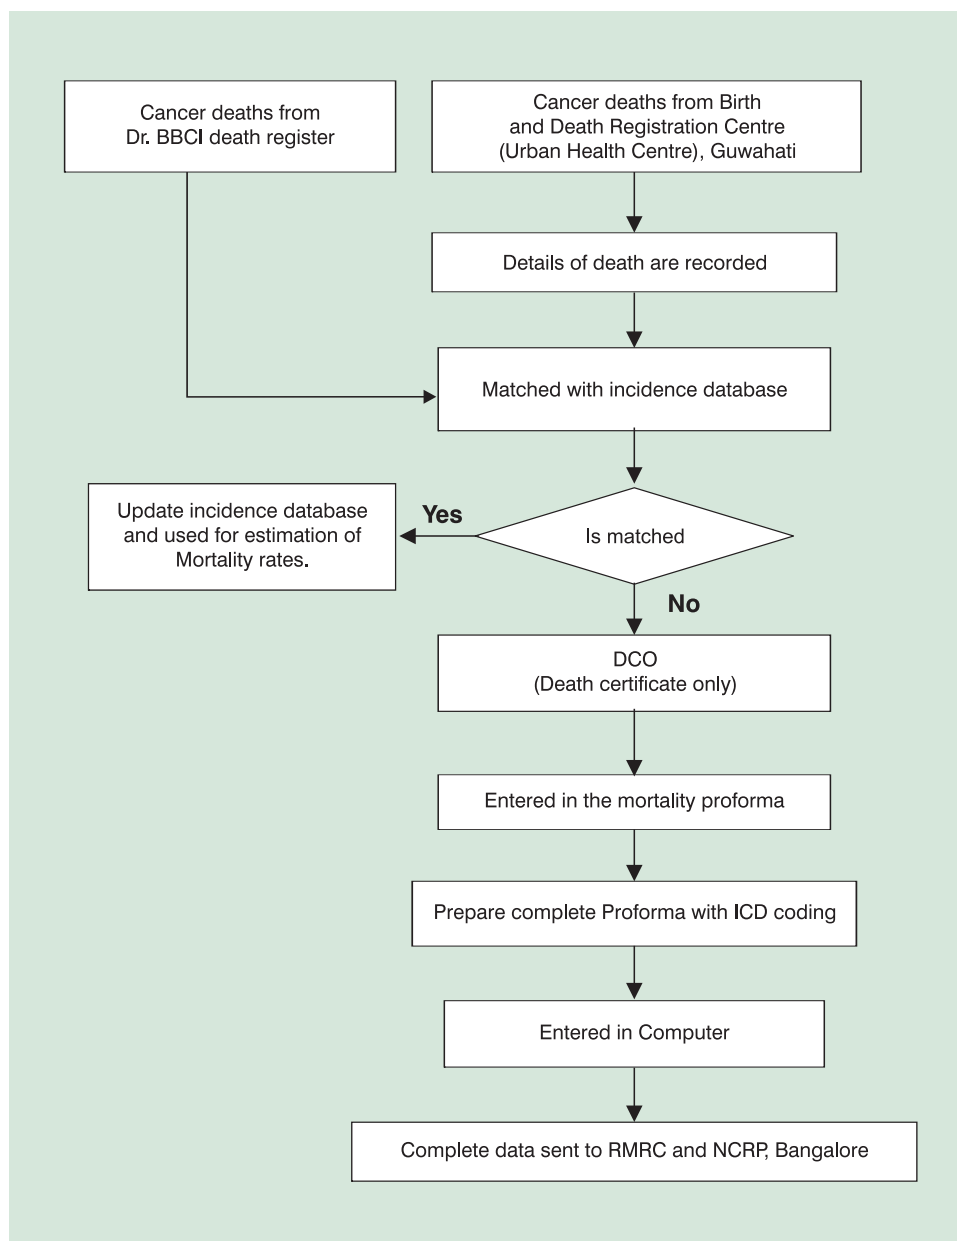 Cancer deaths from
Dr. BBCI death register
Cancer deaths from Birth
and Death Registration Centre
(Urban Health Centre), Guwahati
Details of death are recorded
Matched with incidence database
Is matched
Yes
Update incidence database
and used for estimation of
Mortality rates.
No
DCO
(Death certificate only)
Entered in the mortality proforma
Prepare complete Proforma with ICD coding
Entered in Computer
Complete data sent to RMRC and NCRP, Bangalore